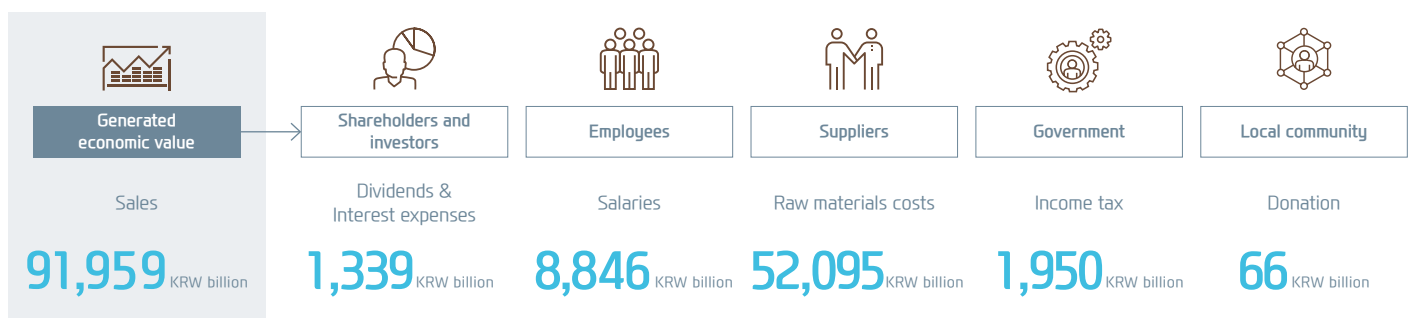 Generated
economic value
Sales
91,959 KRW billion
Shareholders and
investors
Dividends &
Interest expenses
1,339 KRW billion
Employees
Salaries
8,846 KRW billion
Suppliers
Raw materials costs
52,095 KRW billion
Government
Income tax
1,950 KRW billion
Local community
Donation
66 KRW billion